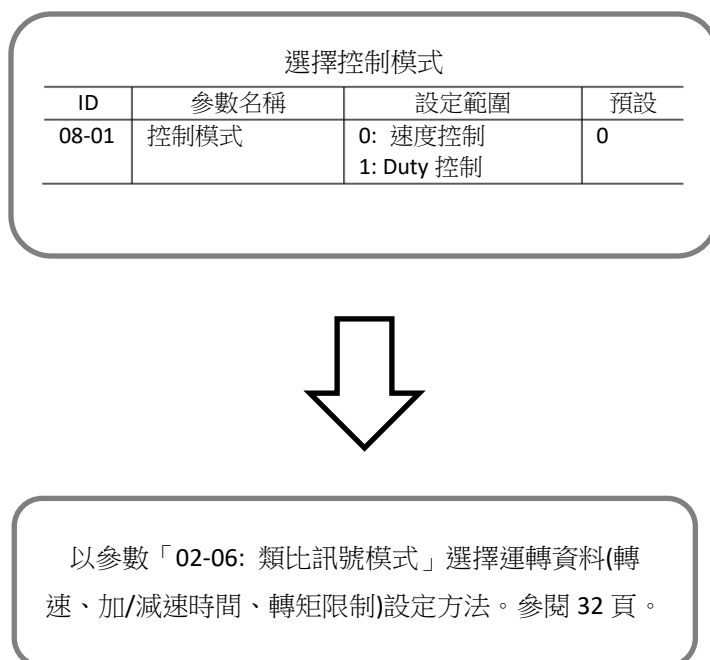 選擇控制模式
ID 參數名稱 設定範圍 預設
08-01 控制模式 0: 速度控制 0
1: Duty 控制
以參數「02-06: 類比訊號模式」選擇運轉資料(轉
速、加/減速時間、轉矩限制)設定方法。參閱 32 頁。